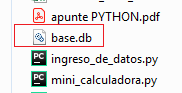 apunte PYTHON.pdf
base.db
ingreso_de_datos.py
mini_calculadora.py